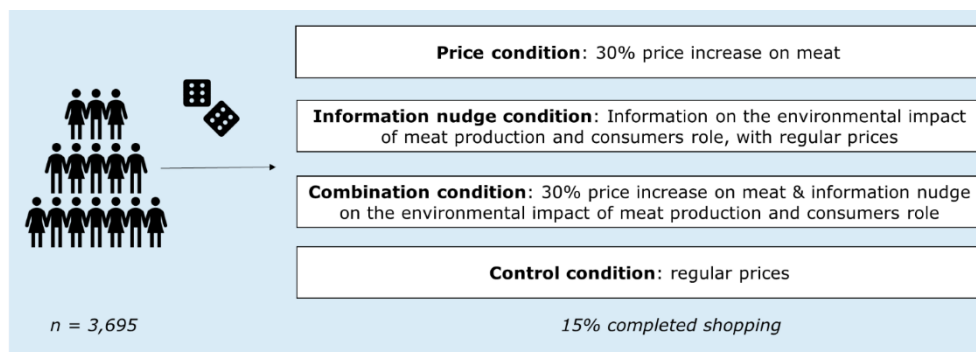 Price condition: 30% price increase on meat
Information nudge condition: Information on the environmental impact
of meat production and consumers role, with regular prices
Combination condition: 30% price increase on meat & information nudge
on the environmental impact of meat production and consumers role
Control condition: regular prices
n = 3,695
15% completed shopping